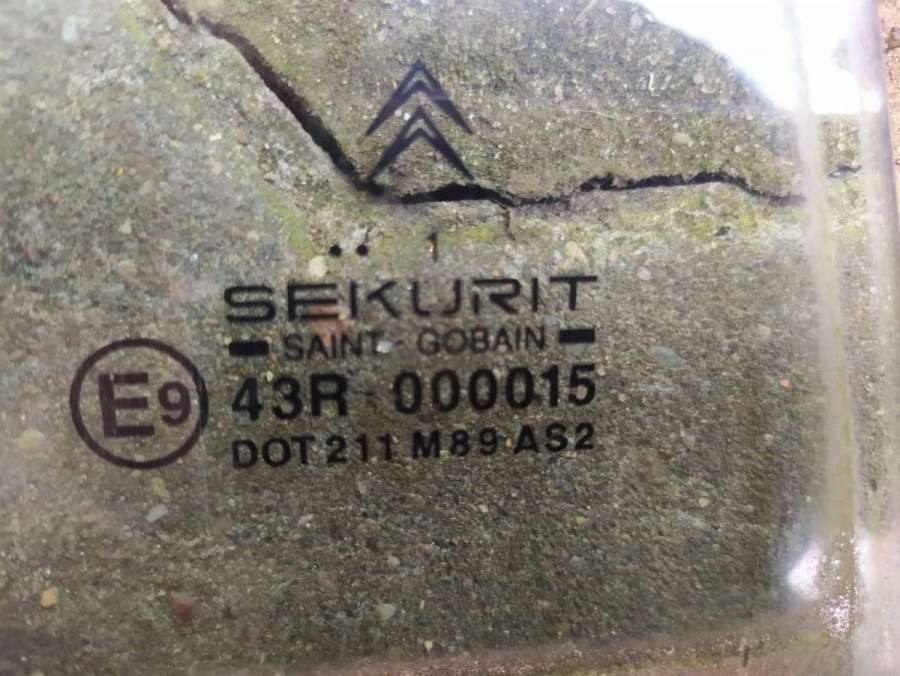 .. 1
SEKURIT
- SAINT - GOBAIN -
E9
43R - 000015
DOT 211 M89 AS2